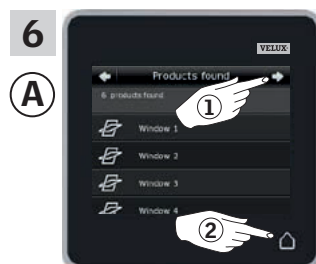 6
A
VELUX
Products found
6 products found
1
Window 1
Window 2
Window 3
Window 4
2